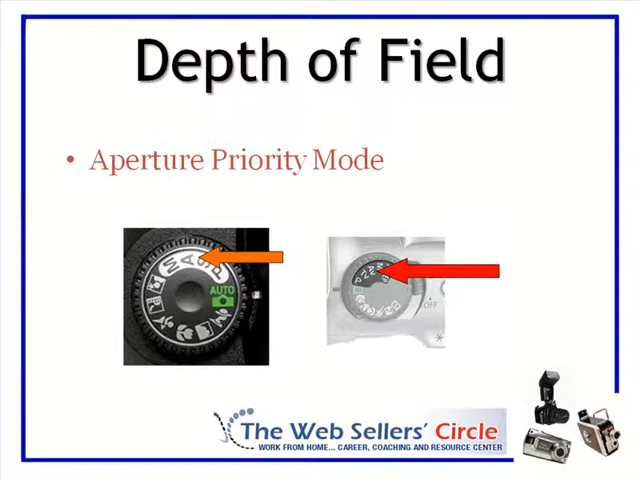 Depth of Field
• Aperture Priority Mode
M A S P
AUTO
OFF
The Web Sellers' Circle
WORK FROM HOME... CAREER, COACHING AND RESOURCE CENTER